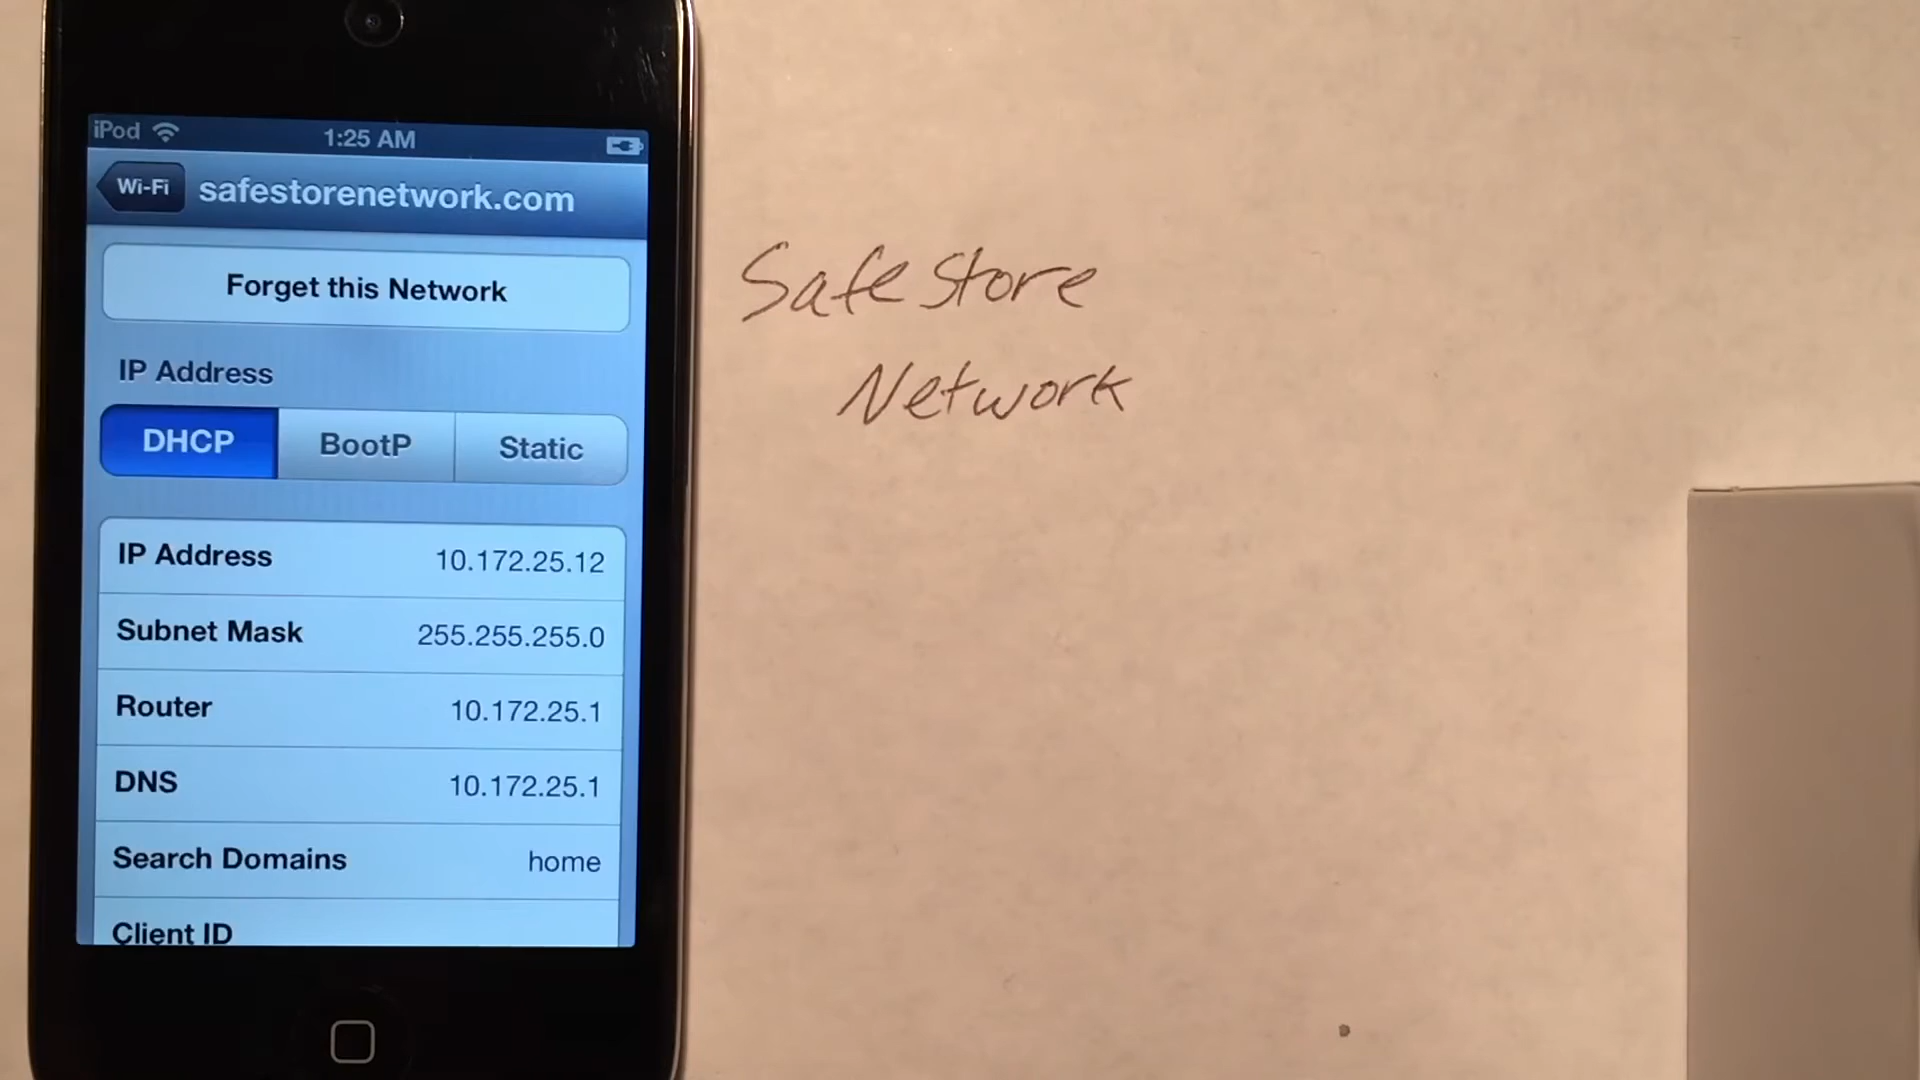 iPod 1:25 AM
Wi-Fi safestorenetwork.com
Forget this Network
IP Address
DHCP BootP Static
IP Address 10.172.25.12
Subnet Mask 255.255.255.0
Router 10.172.25.1
DNS 10.172.25.1
Search Domains home
Client ID
Safe Store
Network